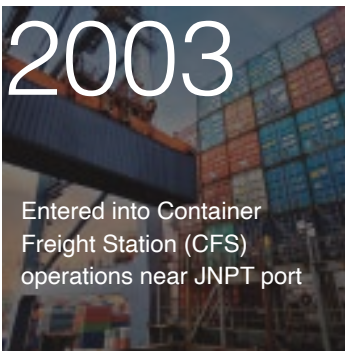 2003
Entered into Container
Freight Station (CFS)
operations near JNPT port